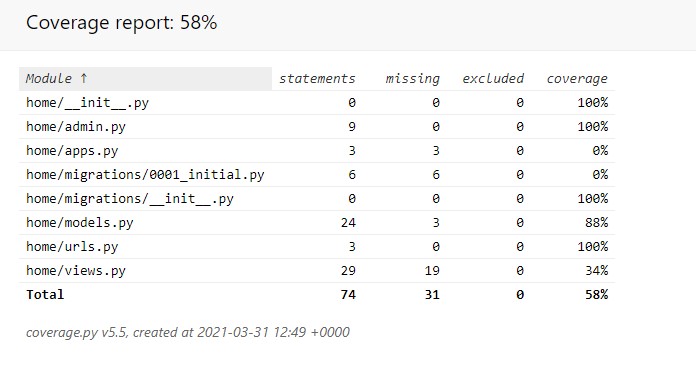 Coverage report: 58%
Module ↑ statements missing excluded coverage
home/__init__.py 0 0 0 100%
home/admin.py 9 0 0 100%
home/apps.py 3 3 0 0%
home/migrations/0001_initial.py 6 6 0 0%
home/migrations/__init__.py 0 0 0 100%
home/models.py 24 3 0 88%
home/urls.py 3 0 0 100%
home/views.py 29 19 0 34%
Total 74 31 0 58%
coverage.py v5.5, created at 2021-03-31 12:49 +0000